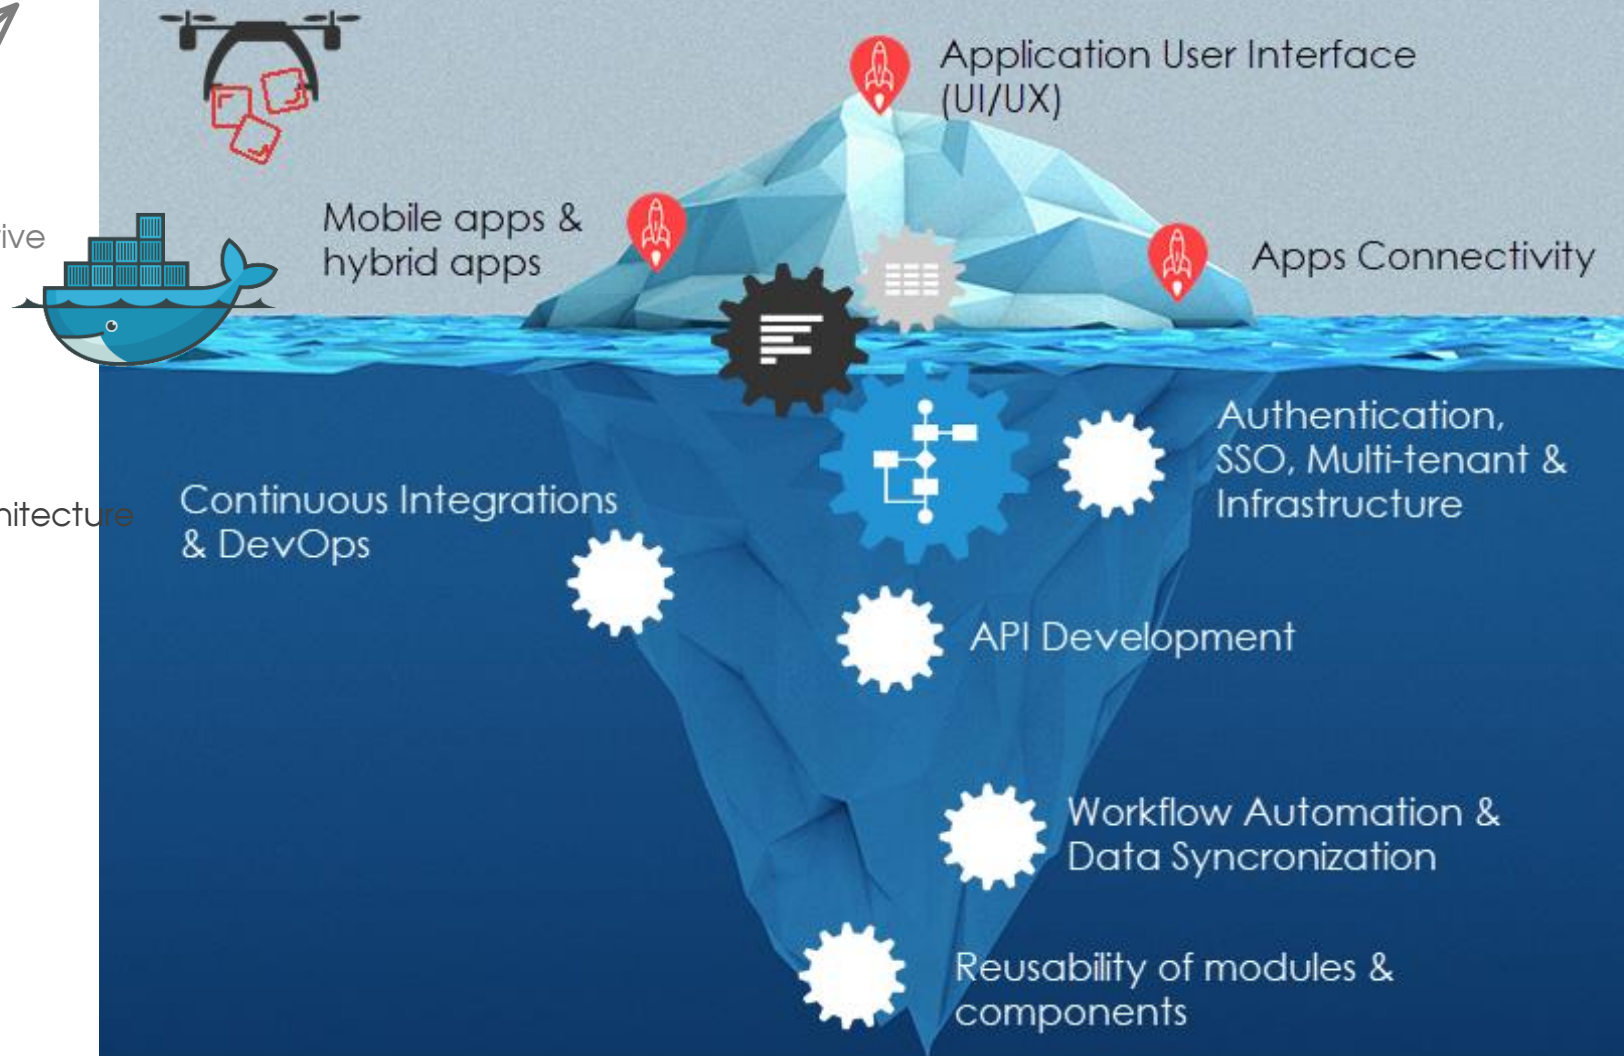 Application User Interface
(UI/UX)
Mobile apps &
hybrid apps
Apps Connectivity
Authentication,
SSO, Multi-tenant &
Infrastructure
Continuous Integrations
& DevOps
API Development
Workflow Automation &
Data Syncronization
Reusability of modules &
components